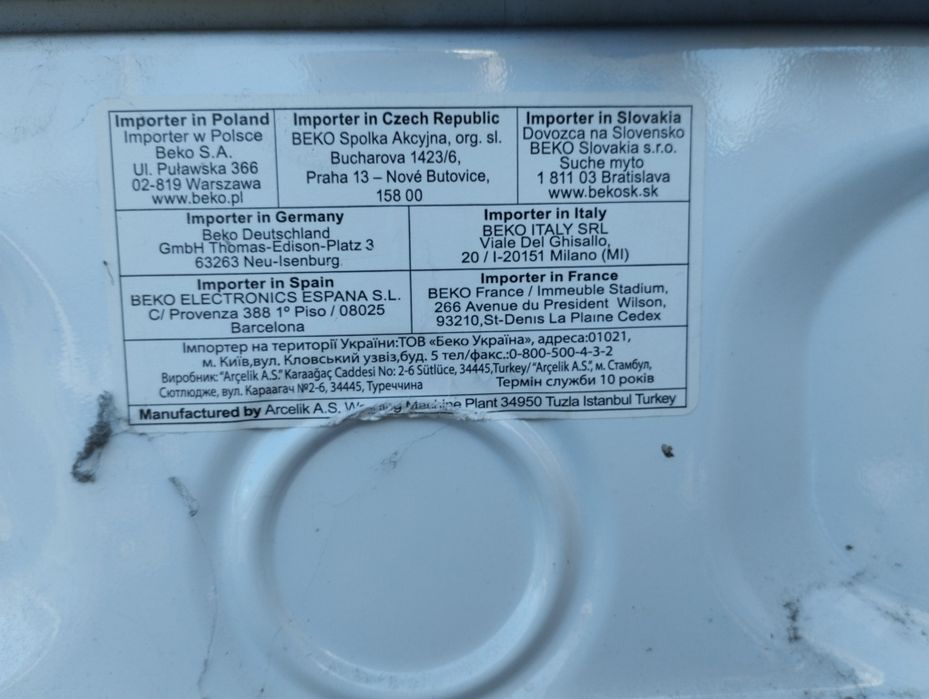 Importer in Poland
Importer w Polsce
Beko S.A.
Ul. Puławska 366
02-819 Warszawa
www.beko.pl
Importer in Czech Republic
BEKO Spolka Akcyjna, org. sl.
Bucharova 1423/6,
Praha 13 – Nové Butovice,
158 00
Importer in Slovakia
Dovozca na Slovensko
BEKO Slovakia s.r.o.
Suche myto
1 811 03 Bratislava
www.bekosk.sk
Importer in Germany
Beko Deutschland
GmbH Thomas-Edison-Platz 3
63263 Neu-Isenburg
Importer in Italy
BEKO ITALY SRL
Viale Del Ghisallo,
20 / I-20151 Milano (MI)
Importer in Spain
BEKO ELECTRONICS ESPANA S.L.
C/ Provenza 388 1º Piso / 08025
Barcelona
Importer in France
BEKO France / Immeuble Stadium,
266 Avenue du President Wilson,
93210,St-Denis La Plaine Cedex
Імпортер на території України:ТОВ «Беко Україна», адреса:01021,
м. Київ,вул. Кловський узвіз,буд. 5 тел/факс.:0-800-500-4-3-2
Виробник: “Arçelik A.S.” Karaağaç Caddesi No: 2-6 Sütlüce, 34445,Turkey/ “Arçelik A.S.”, м. Стамбул,
Сютлюдже, вул. Караагач №2-6, 34445, Туреччина Термін служби 10 років
Manufactured by Arcelik A.S. Washing Machine Plant 34950 Tuzla Istanbul Turkey